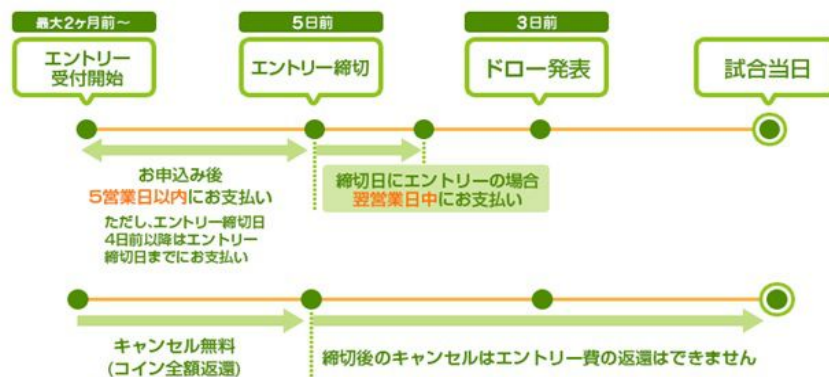 最大2ヶ月前～
エントリー
受付開始
5日前
エントリー締切
3日前
ドロー発表
試合当日
お申込み後
5営業日以内にお支払い
ただし、エントリー締切日
4日前以降はエントリー
締切日までにお支払い
締切日にエントリーの場合
翌営業日中にお支払い
キャンセル無料
(コイン全額返還)
締切後のキャンセルはエントリー費の返還はできません